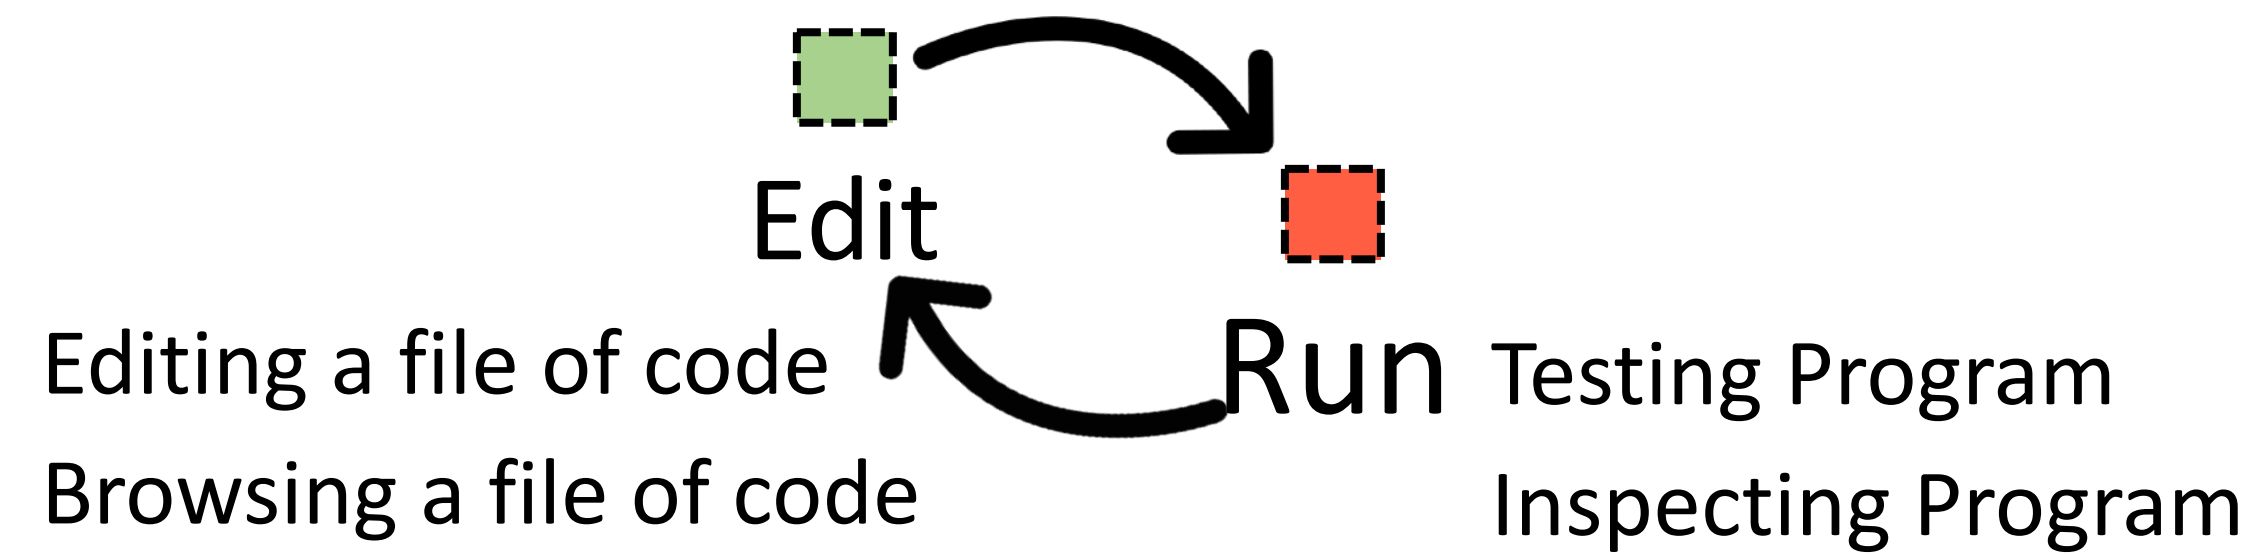 Edit
Run
Editing a file of code
Browsing a file of code
Testing Program
Inspecting Program